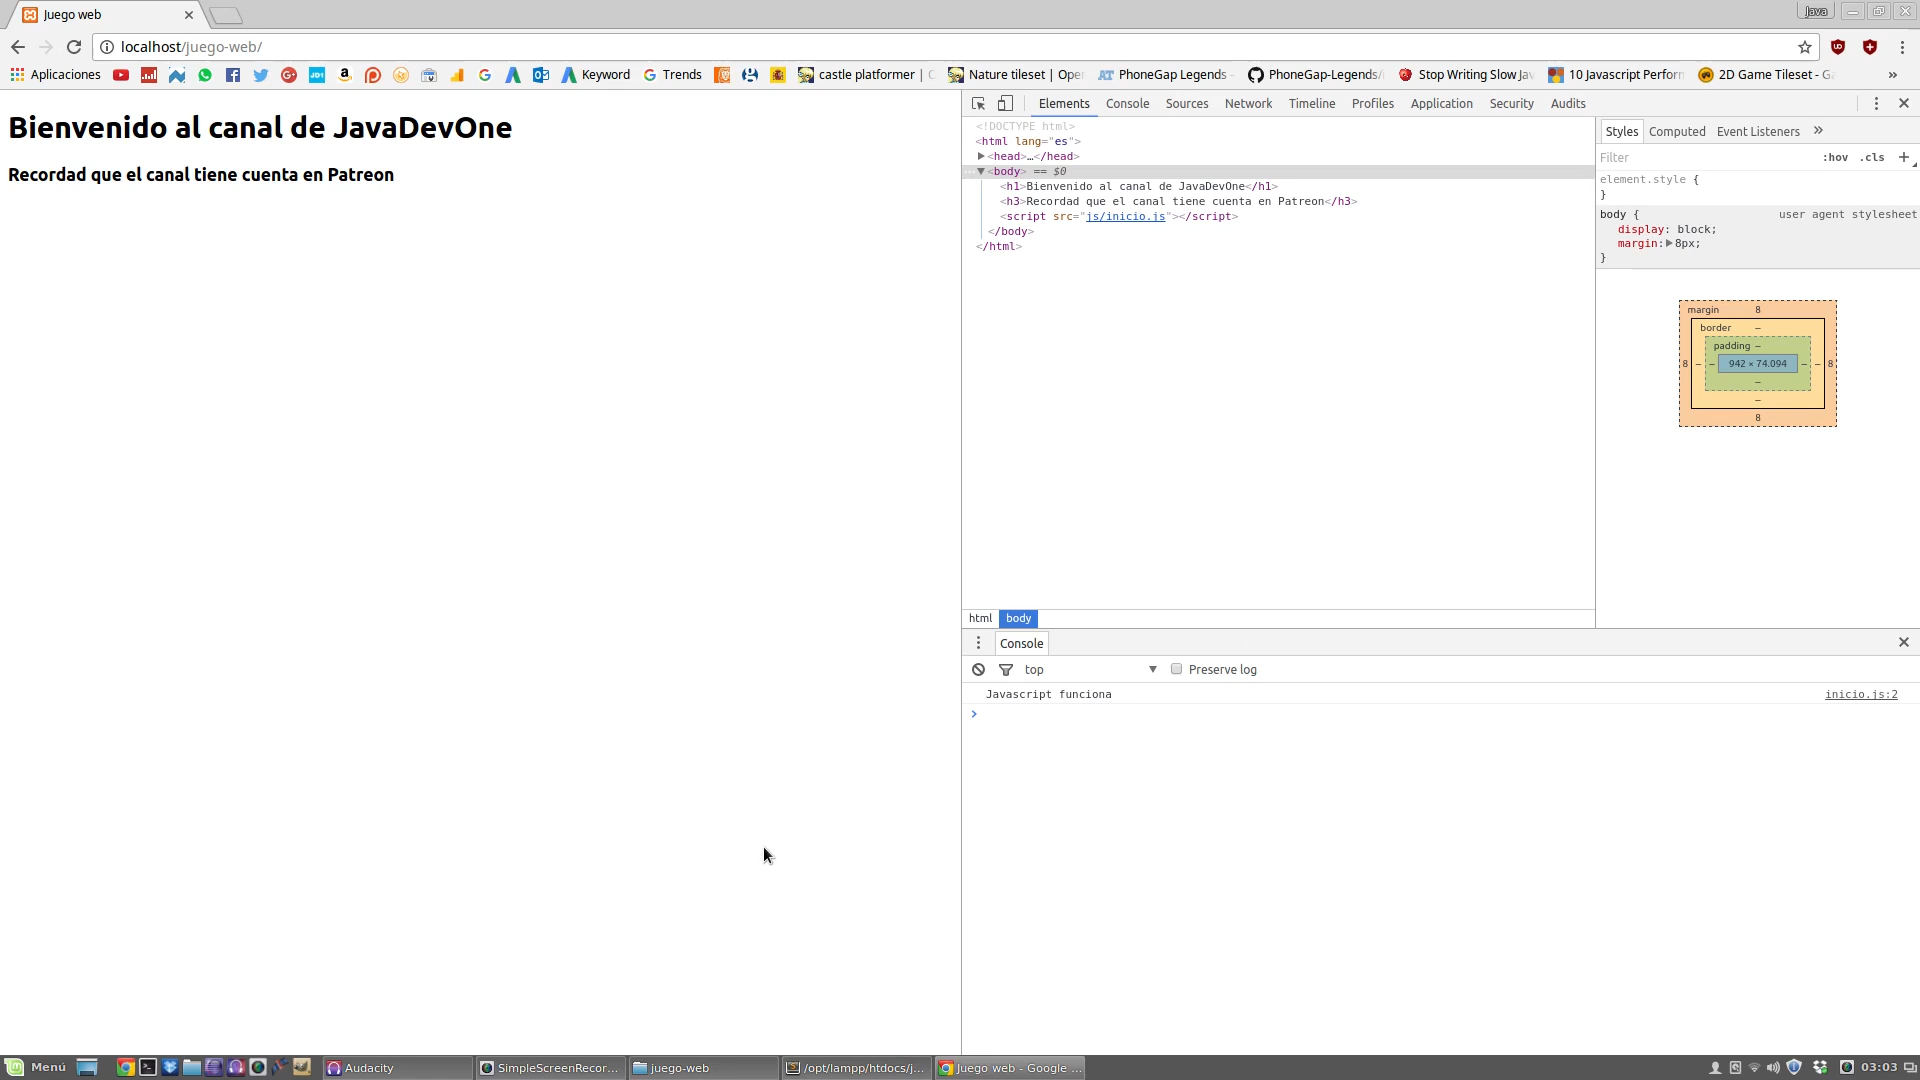 Juego web
Java
localhost/juego-web/
Aplicaciones
Keyword
Trends
castle platformer |
Nature tileset | Ope
PhoneGap Legends -
PhoneGap-Legends/
Stop Writing Slow Ja
10 Javascript Perfor
2D Game Tileset - G
»
Bienvenido al canal de JavaDevOne
Recordad que el canal tiene cuenta en Patreon
Elements Console Sources Network Timeline Profiles Application Security Audits
<!DOCTYPE html>
<html lang="es">
<head>…</head>
<body> == $0
<h1>Bienvenido al canal de JavaDevOne</h1>
<h3>Recordad que el canal tiene cuenta en Patreon</h3>
<script src="js/inicio.js"></script>
</body>
</html>
html body
Styles Computed Event Listeners »
Filter :hov .cls +
element.style {
}
body { user agent stylesheet
display: block;
margin: 8px;
}
margin 8
border –
padding –
8 – – 942 × 74.094 – – 8
–
–
8
Console
top Preserve log
Javascript funciona inicio.js:2
Menú
Audacity
SimpleScreenRecor...
juego-web
/opt/lampp/htdocs/j...
Juego web - Google ...
03:03